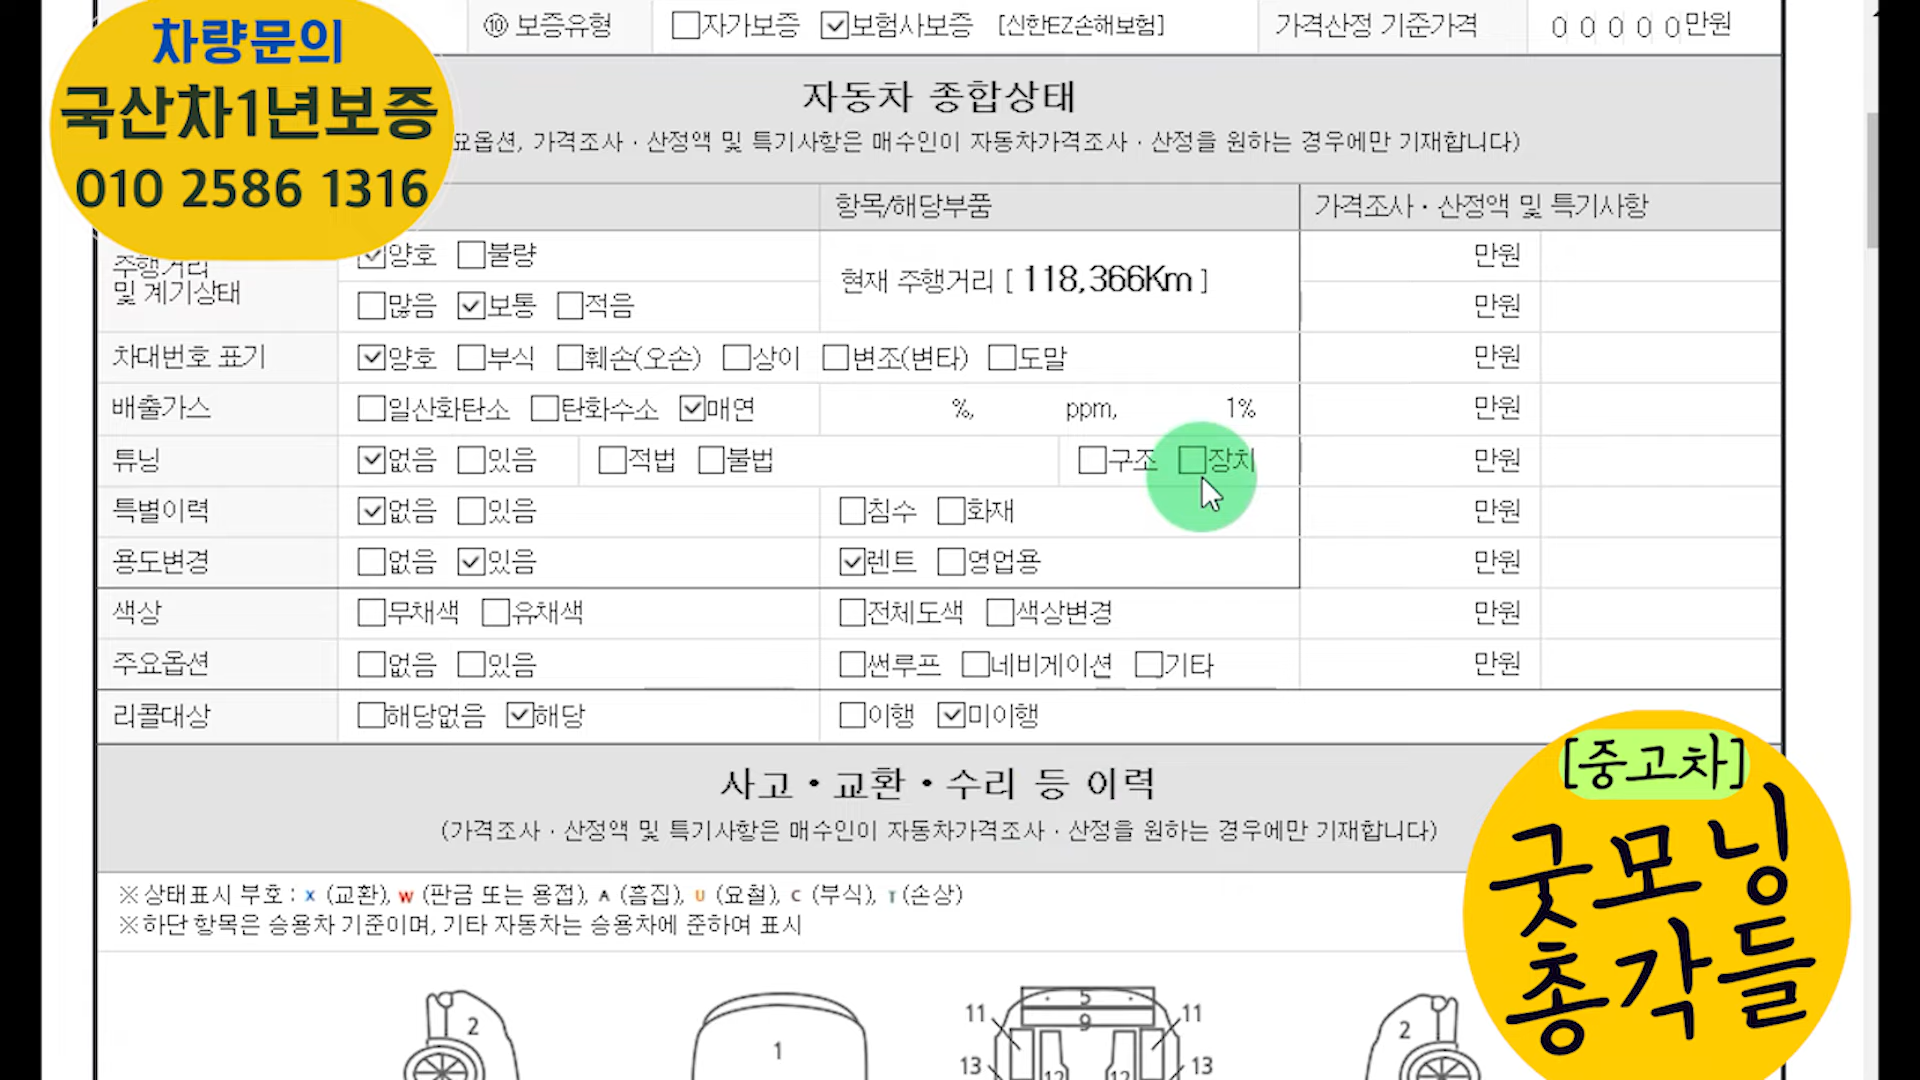 차량문의
국산차1년보증
010 2586 1316
⑩ 보증유형 □자가보증 ☑보험사보증 [신한EZ손해보험] 가격산정 기준가격 0 0 0 0 0만원
자동차 종합상태
요옵션, 가격조사 · 산정액 및 특기사항은 매수인이 자동차가격조사 · 산정을 원하는 경우에만 기재합니다)
항목/해당부품 가격조사 · 산정액 및 특기사항
주행거리
및 계기상태
☑양호 □불량 만원
현재 주행거리 [ 118,366Km ]
□많음 ☑보통 □적음 만원
차대번호 표기 ☑양호 □부식 □훼손(오손) □상이 □변조(변타) □도말 만원
배출가스 □일산화탄소 □탄화수소 ☑매연 %, ppm, 1% 만원
튜닝 ☑없음 □있음 □적법 □불법 □구조 □장치 만원
특별이력 ☑없음 □있음 □침수 □화재 만원
용도변경 □없음 ☑있음 ☑렌트 □영업용 만원
색상 □무채색 □유채색 □전체도색 □색상변경 만원
주요옵션 □없음 □있음 □썬루프 □네비게이션 □기타 만원
리콜대상 □해당없음 ☑해당 □이행 ☑미이행
사고 • 교환 • 수리 등 이력
(가격조사 · 산정액 및 특기사항은 매수인이 자동차가격조사 · 산정을 원하는 경우에만 기재합니다)
※상태표시 부호 : X (교환), W (판금 또는 용접), A (흠집), U (요철), C (부식), T (손상)
※하단 항목은 승용차 기준이며, 기타 자동차는 승용차에 준하여 표시
2
1
5
9
11
11
13
13
12
12
2
[중고차]
굿모닝
총각들